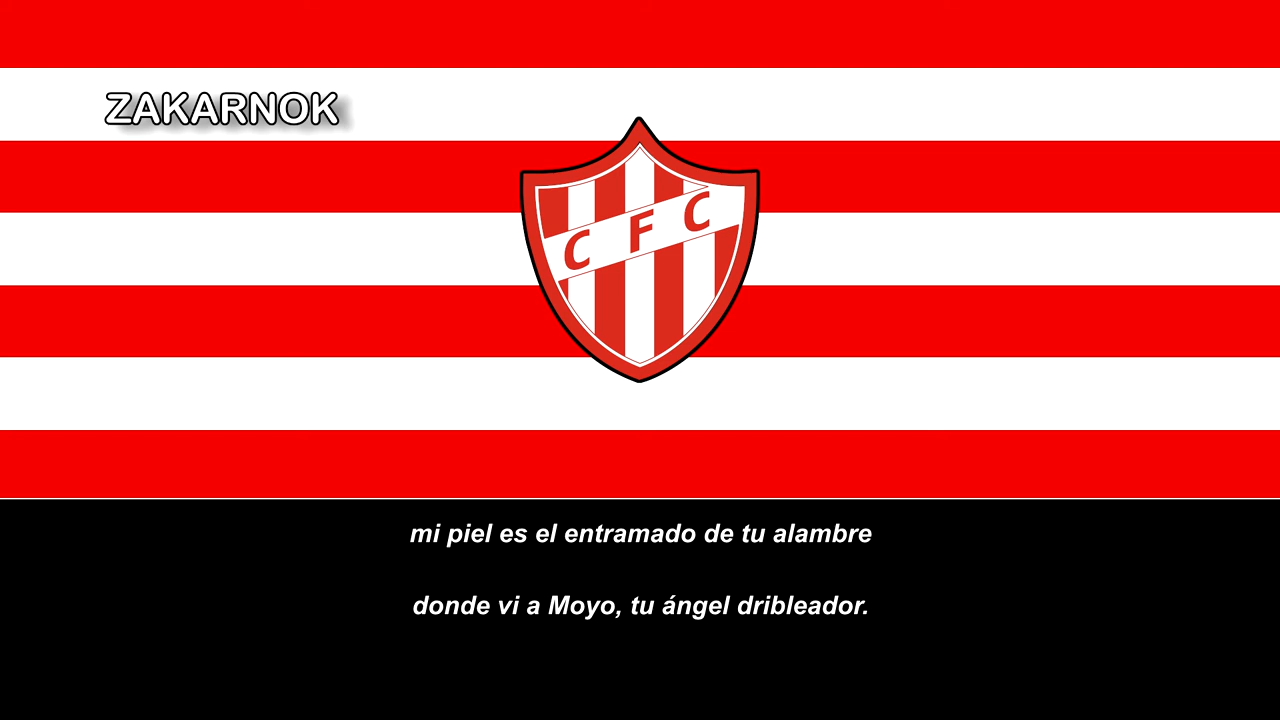 ZAKARNOK
C F C
mi piel es el entramado de tu alambre
donde vi a Moyo, tu ángel dribleador.